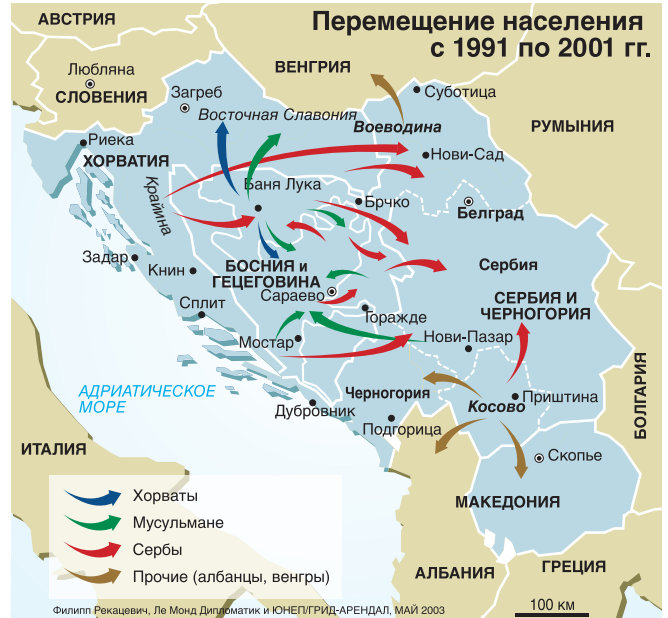 Перемещение населения
с 1991 по 2001 гг.
АВСТРИЯ
Любляна
СЛОВЕНИЯ
ВЕНГРИЯ
Загреб
Восточная Славония
Суботица
Воеводина
РУМЫНИЯ
Риека
ХОРВАТИЯ
Нови-Сад
Крайина
Баня Лука
Брчко
Белград
Задар
Книн
БОСНИЯ и
ГЕЦЕГОВИНА
Сербия
Сараево
Сплит
Горажде
СЕРБИЯ И
ЧЕРНОГОРИЯ
Мостар
Нови-Пазар
АДРИАТИЧЕСКОЕ
МОРЕ
Дубровник
Черногория
Косово
Приштина
Подгорица
БОЛГАРИЯ
ИТАЛИЯ
Скопье
МАКЕДОНИЯ
Хорваты
Мусульмане
Сербы
Прочие (албанцы, венгры)
АЛБАНИЯ
ГРЕЦИЯ
Филипп Рекацевич, Ле Монд Дипломатик и ЮНЕП/ГРИД-АРЕНДАЛ, МАЙ 2003
100 км